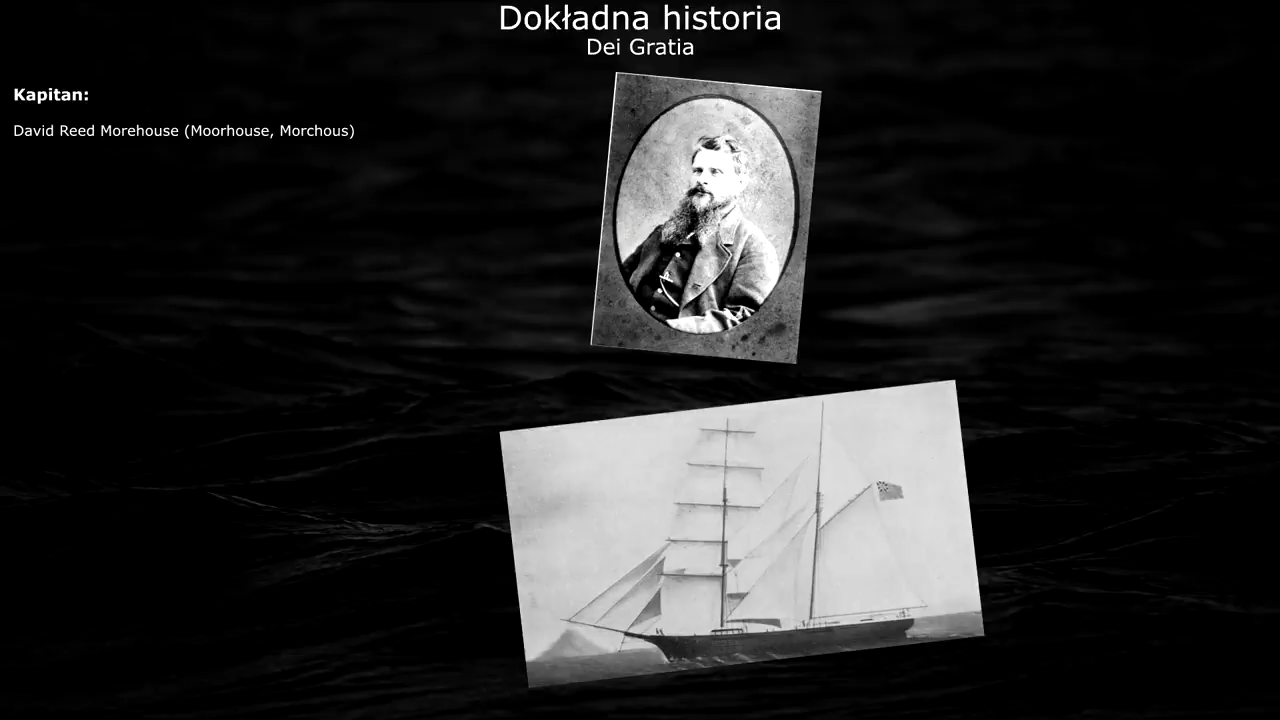 Dokładna historia
Dei Gratia
Kapitan:
David Reed Morehouse (Moorhouse, Morchous)